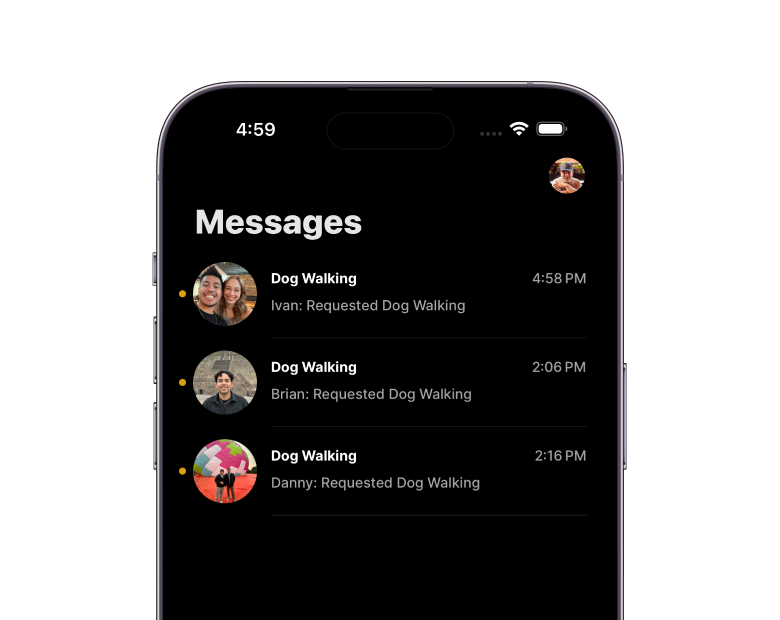 4:59
Messages
Dog Walking 4:58 PM
Ivan: Requested Dog Walking
Dog Walking 2:06 PM
Brian: Requested Dog Walking
Dog Walking 2:16 PM
Danny: Requested Dog Walking